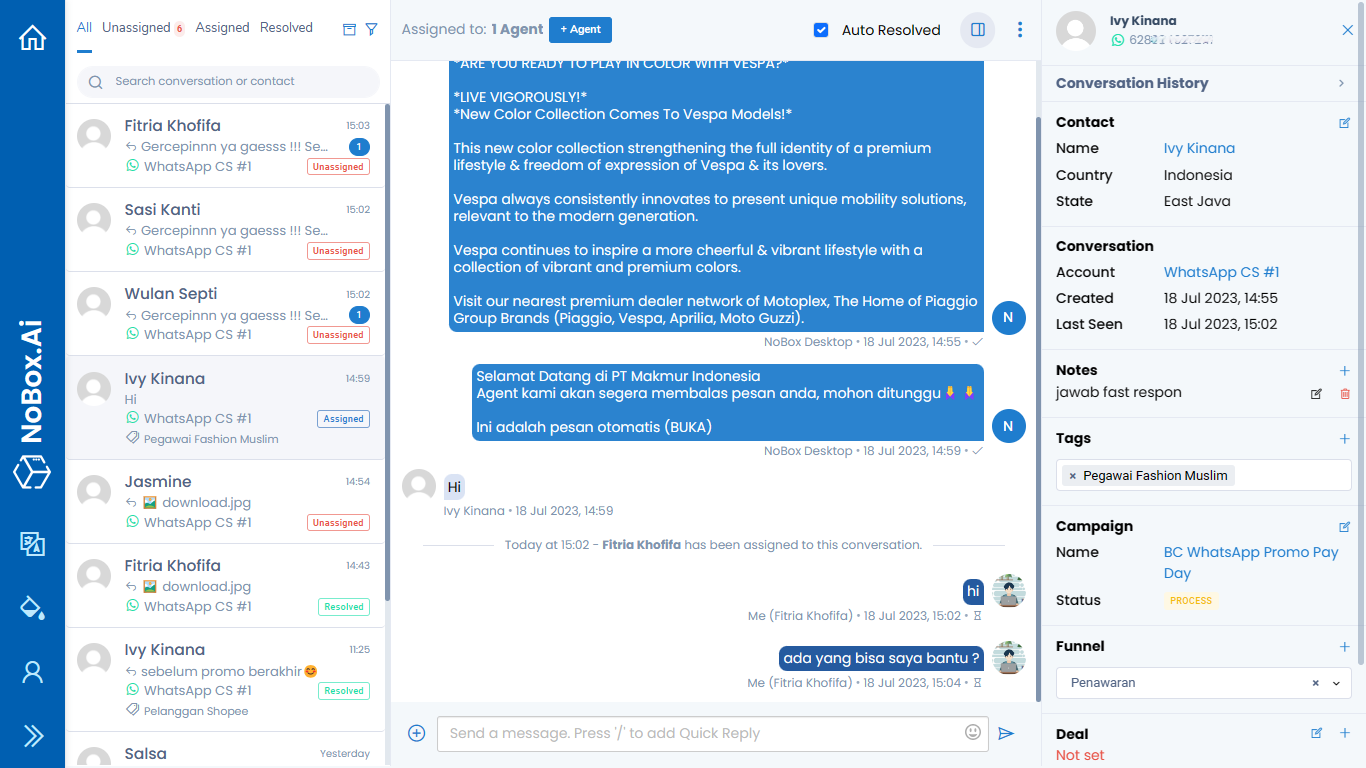 NoBox.Ai
All Unassigned 6 Assigned Resolved
Search conversation or contact
Fitria Khofifa 15:03
Gercepinnn ya gaesss !!! Se... 1
WhatsApp CS #1 Unassigned
Sasi Kanti 15:02
Gercepinnn ya gaesss !!! Se...
WhatsApp CS #1 Unassigned
Wulan Septi 15:02
Gercepinnn ya gaesss !!! Se... 1
WhatsApp CS #1 Unassigned
Ivy Kinana 14:59
Hi
WhatsApp CS #1 Assigned
Pegawai Fashion Muslim
Jasmine 14:54
download.jpg
WhatsApp CS #1 Unassigned
Fitria Khofifa 14:43
download.jpg
WhatsApp CS #1 Resolved
Ivy Kinana 11:25
sebelum promo berakhir😊
WhatsApp CS #1 Resolved
Pelanggan Shopee
Salsa Yesterday
Assigned to: 1 Agent + Agent Auto Resolved
*ARE YOU READY TO PLAY IN COLOR WITH VESPA?*
*LIVE VIGOROUSLY!*
*New Color Collection Comes To Vespa Models!*
This new color collection strengthening the full identity of a premium
lifestyle & freedom of expression of Vespa & its lovers.
Vespa always consistently innovates to present unique mobility solutions,
relevant to the modern generation.
Vespa continues to inspire a more cheerful & vibrant lifestyle with a
collection of vibrant and premium colors.
Visit our nearest premium dealer network of Motoplex, The Home of Piaggio
Group Brands (Piaggio, Vespa, Aprilia, Moto Guzzi).
N
NoBox Desktop • 18 Jul 2023, 14:55 •
Selamat Datang di PT Makmur Indonesia
Agent kami akan segera membalas pesan anda, mohon ditunggu
Ini adalah pesan otomatis (BUKA)
N
NoBox Desktop • 18 Jul 2023, 14:59 •
Hi
Ivy Kinana • 18 Jul 2023, 14:59
Today at 15:02 - Fitria Khofifa has been assigned to this conversation.
hi
Me (Fitria Khofifa) • 18 Jul 2023, 15:02 •
ada yang bisa saya bantu ?
Me (Fitria Khofifa) • 18 Jul 2023, 15:04 •
Send a message. Press '/' to add Quick Reply
Ivy Kinana
Conversation History
Contact
Name Ivy Kinana
Country Indonesia
State East Java
Conversation
Account WhatsApp CS #1
Created 18 Jul 2023, 14:55
Last Seen 18 Jul 2023, 15:02
Notes
jawab fast respon
Tags
× Pegawai Fashion Muslim
Campaign
Name BC WhatsApp Promo Pay
Day
Status PROCESS
Funnel
Penawaran ×
Deal
Not set